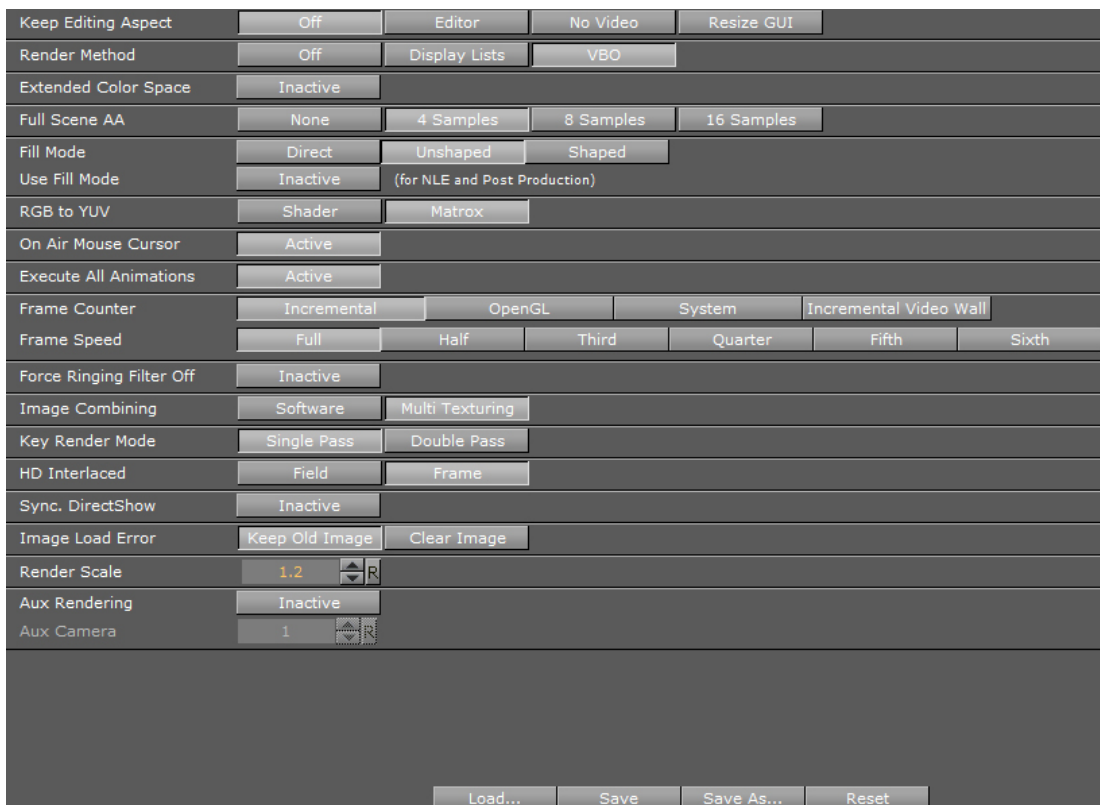 Keep Editing Aspect Off Editor No Video Resize GUI
Render Method Off Display Lists VBO
Extended Color Space Inactive
Full Scene AA None 4 Samples 8 Samples 16 Samples
Fill Mode Direct Unshaped Shaped
Use Fill Mode Inactive (for NLE and Post Production)
RGB to YUV Shader Matrox
On Air Mouse Cursor Active
Execute All Animations Active
Frame Counter Incremental OpenGL System Incremental Video Wall
Frame Speed Full Half Third Quarter Fifth Sixth
Force Ringing Filter Off Inactive
Image Combining Software Multi Texturing
Key Render Mode Single Pass Double Pass
HD Interlaced Field Frame
Sync. DirectShow Inactive
Image Load Error Keep Old Image Clear Image
Render Scale 1.2 R
Aux Rendering Inactive
Aux Camera 1 R
Load... Save Save As... Reset